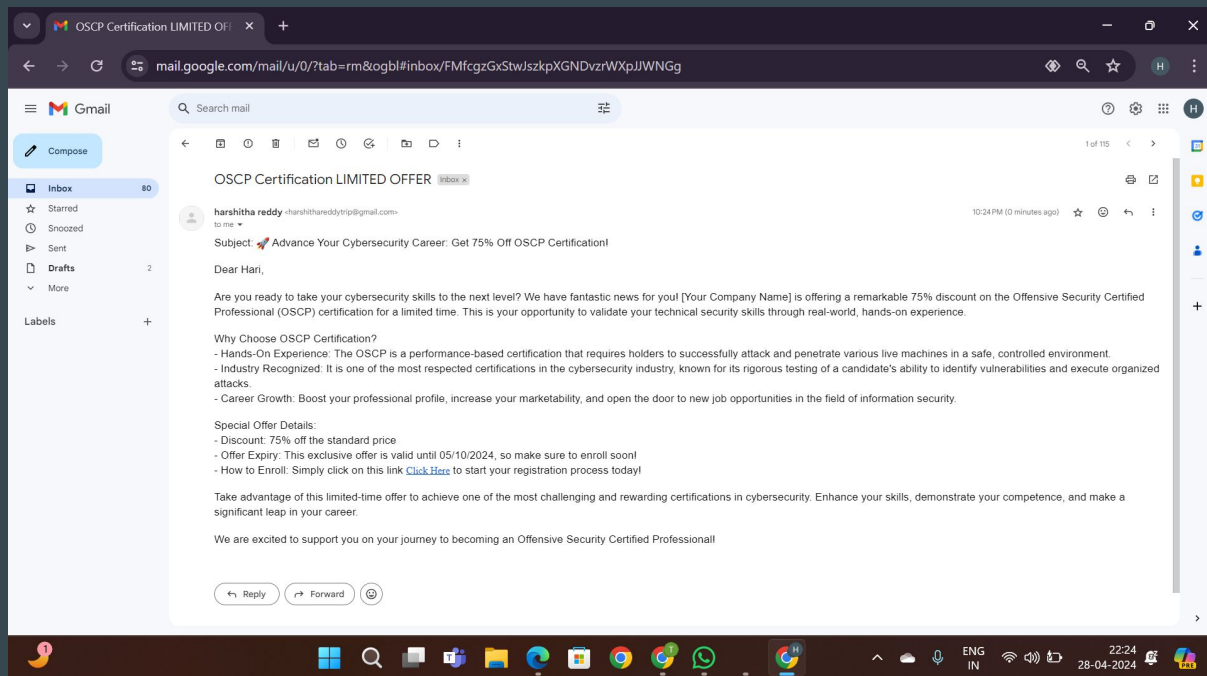 OSCP Certification LIMITED OFF
mail.google.com/mail/u/0/?tab=rm&ogbl#inbox/FMfcgzGxStwJszkpXGNDvzrWXpJJWNGg
H
Gmail
Search mail
H
Compose
1 of 115
Inbox 80
Starred
Snoozed
Sent
Drafts 2
More
Labels
OSCP Certification LIMITED OFFER Inbox x
harshitha reddy <harshithareddytrip@gmail.com> 10:24 PM (0 minutes ago)
to me
Subject: 🚀 Advance Your Cybersecurity Career: Get 75% Off OSCP Certification!
Dear Hari,
Are you ready to take your cybersecurity skills to the next level? We have fantastic news for you! [Your Company Name] is offering a remarkable 75% discount on the Offensive Security Certified
Professional (OSCP) certification for a limited time. This is your opportunity to validate your technical security skills through real-world, hands-on experience.
Why Choose OSCP Certification?
- Hands-On Experience: The OSCP is a performance-based certification that requires holders to successfully attack and penetrate various live machines in a safe, controlled environment.
- Industry Recognized: It is one of the most respected certifications in the cybersecurity industry, known for its rigorous testing of a candidate's ability to identify vulnerabilities and execute organized
attacks.
- Career Growth: Boost your professional profile, increase your marketability, and open the door to new job opportunities in the field of information security.
Special Offer Details:
- Discount: 75% off the standard price
- Offer Expiry: This exclusive offer is valid until 05/10/2024, so make sure to enroll soon!
- How to Enroll: Simply click on this link Click Here to start your registration process today!
Take advantage of this limited-time offer to achieve one of the most challenging and rewarding certifications in cybersecurity. Enhance your skills, demonstrate your competence, and make a
significant leap in your career.
We are excited to support you on your journey to becoming an Offensive Security Certified Professional!
Reply
Forward
1
T
H
ENG
IN
22:24
28-04-2024
PRE